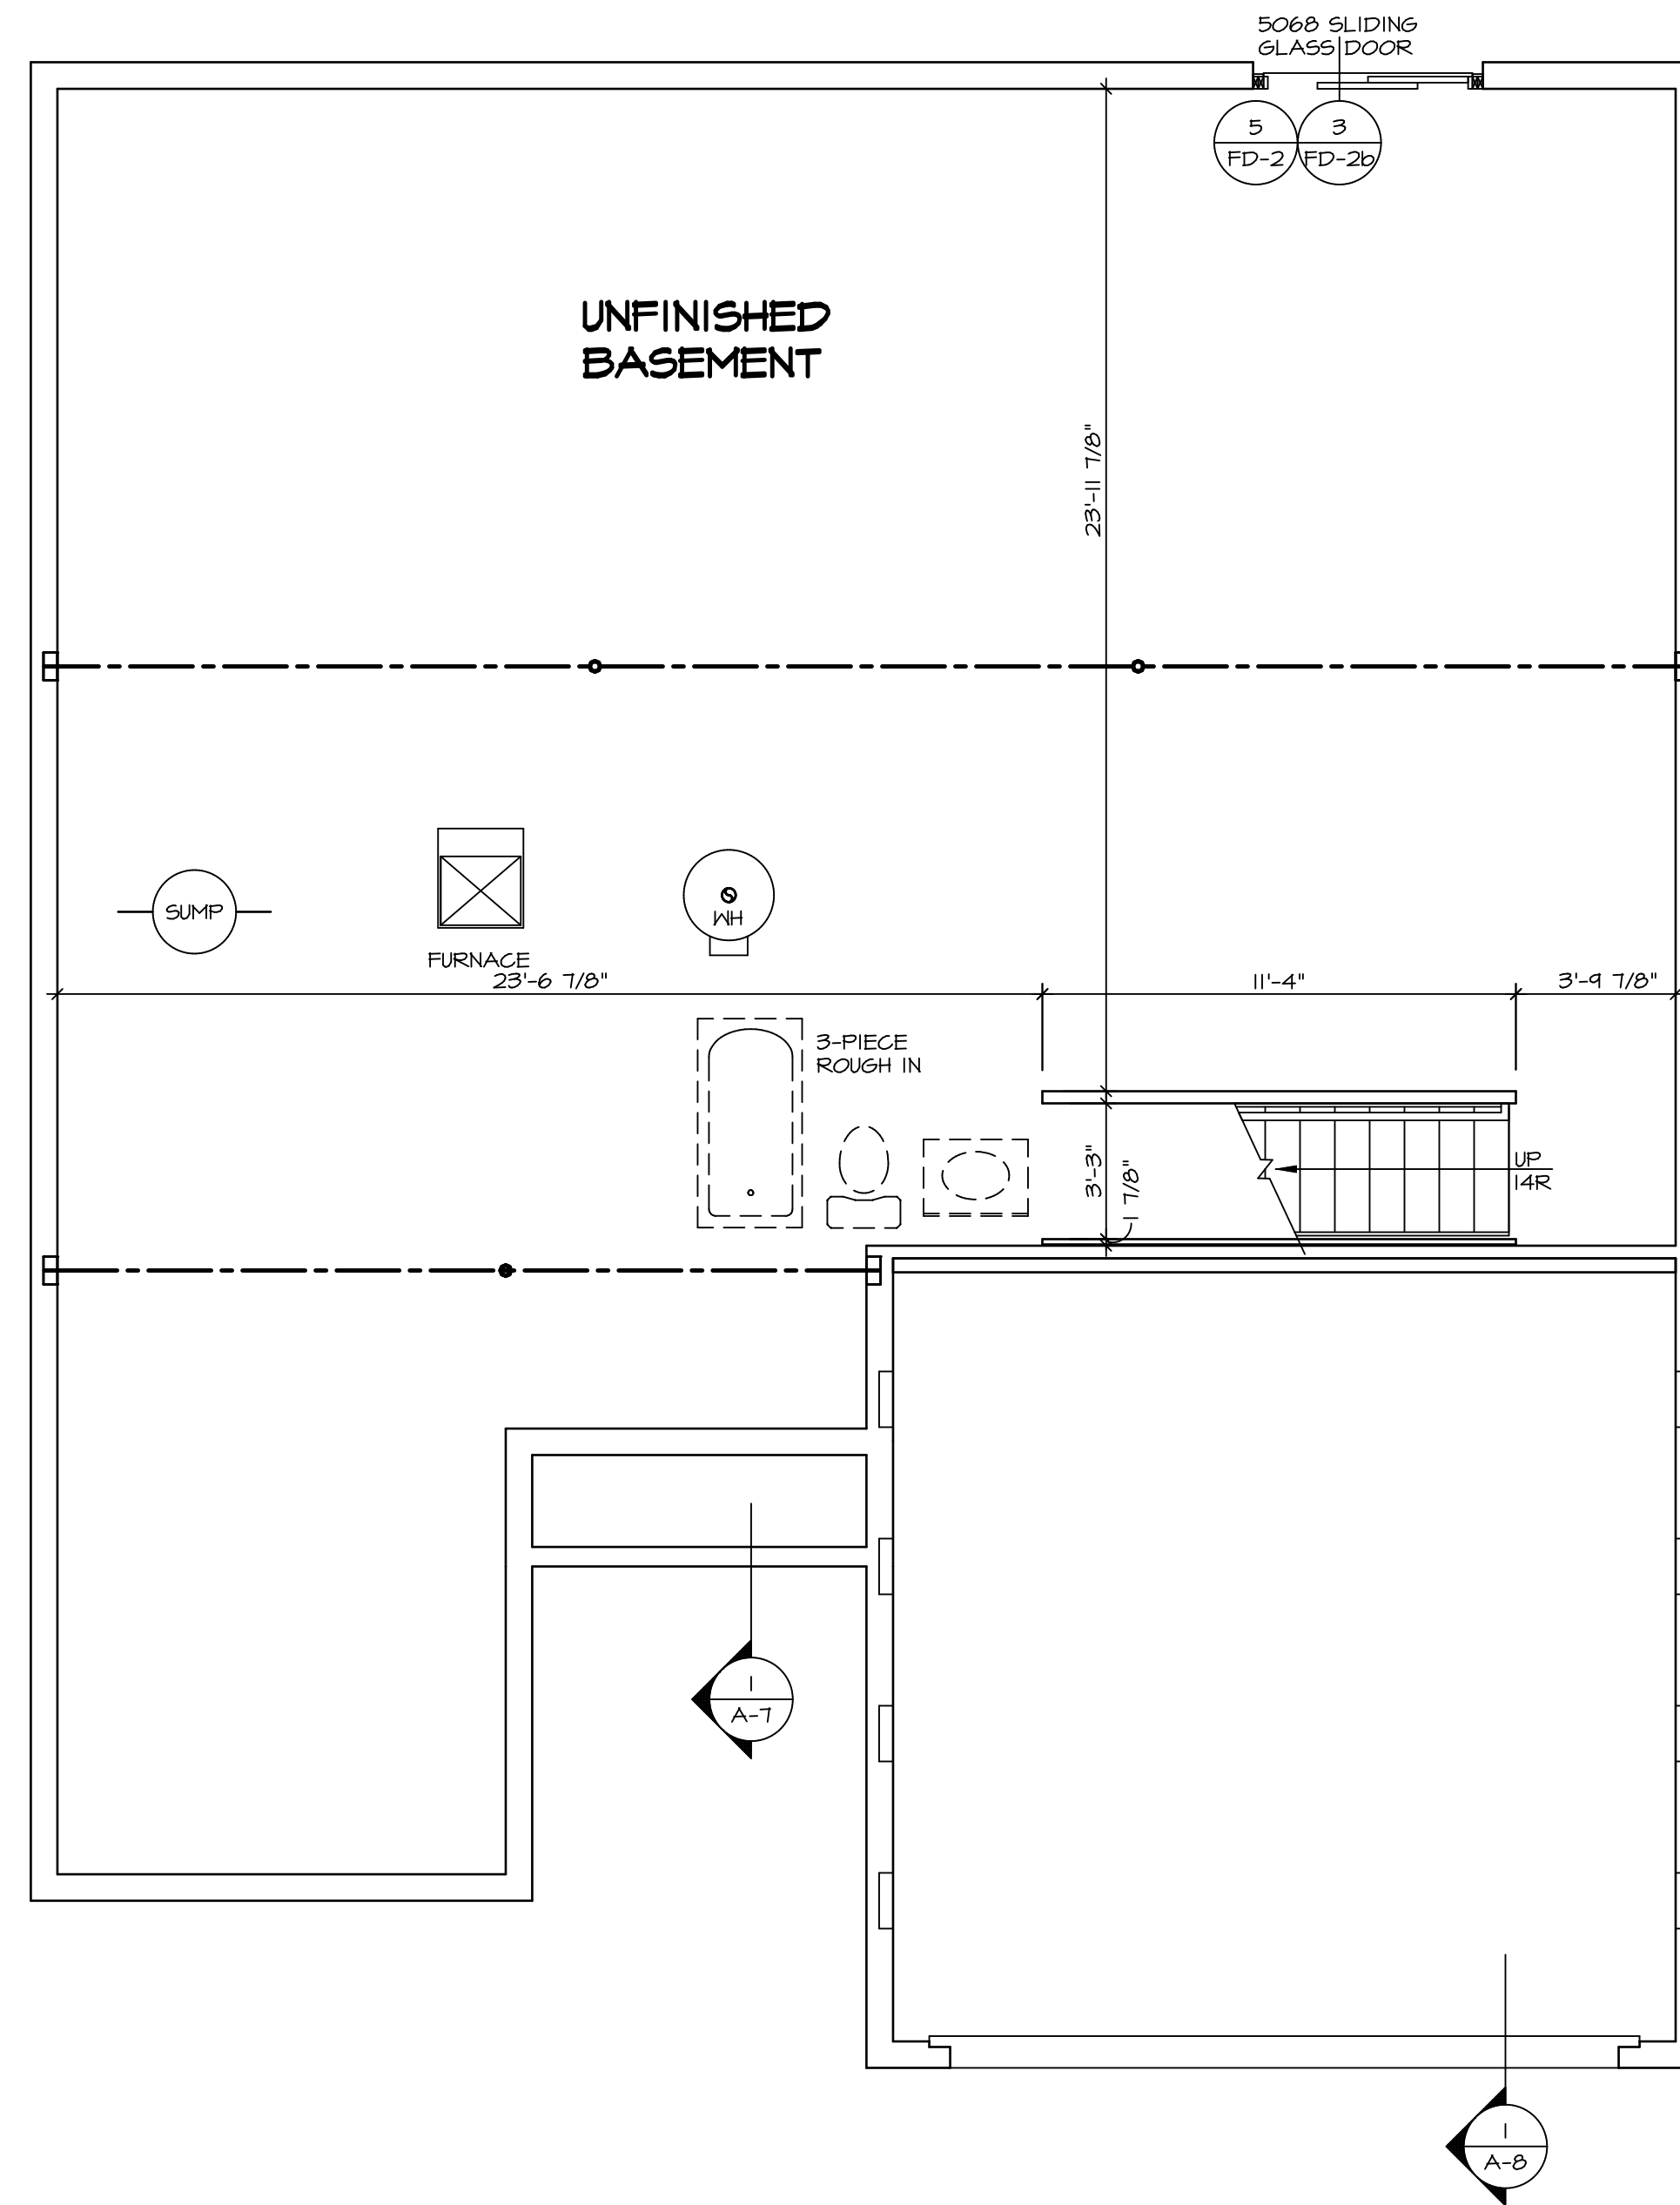 5068 SLIDING
GLASS DOOR
5
FD-2
3
FD-2b
UNFINISHED
BASEMENT
23'-11 7/8"
SUMP
FURNACE
WH
23'-6 7/8"
11'-4"
3'-9 7/8"
3-PIECE
ROUGH IN
3'-3"
1 7/8"
UP
14R
1
A-7
1
A-8